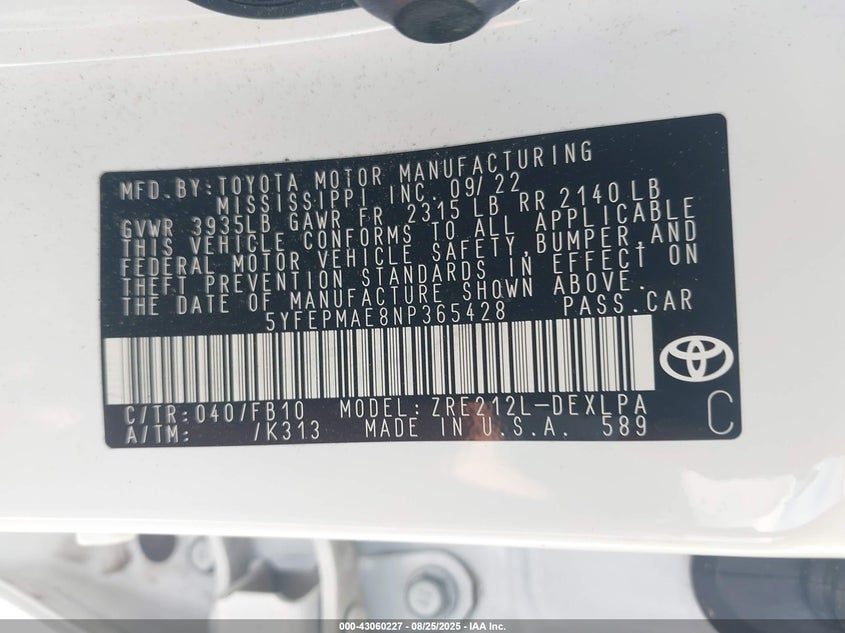 MFD.BY:TOYOTA MOTOR MANUFACTURING
MISSISSIPPI INC. 09/22
GVWR 3935LB GAWR FR 2315 LB RR 2140 LB
THIS VEHICLE CONFORMS TO ALL APPLICABLE
FEDERAL MOTOR VEHICLE SAFETY,BUMPER,AND
THEFT PREVENTION STANDARDS IN EFFECT ON
THE DATE OF MANUFACTURE SHOWN ABOVE.
5YFEPMAE8NP365428 PASS.CAR
C/TR:040/FB10 MODEL:ZRE212L-DEXLPA
A/TM: /K313 MADE IN U.S.A. 589
C
000-43060227 - 08/25/2025 - IAA Inc.